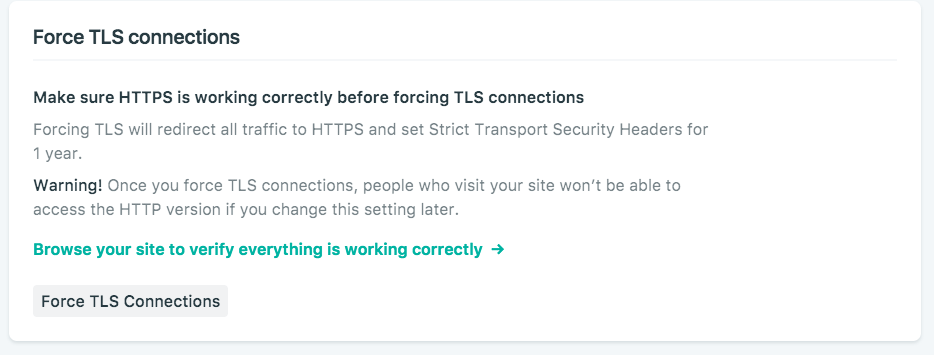 Force TLS connections
Make sure HTTPS is working correctly before forcing TLS connections
Forcing TLS will redirect all traffic to HTTPS and set Strict Transport Security Headers for
1 year.
Warning! Once you force TLS connections, people who visit your site won’t be able to
access the HTTP version if you change this setting later.
Browse your site to verify everything is working correctly →
Force TLS Connections